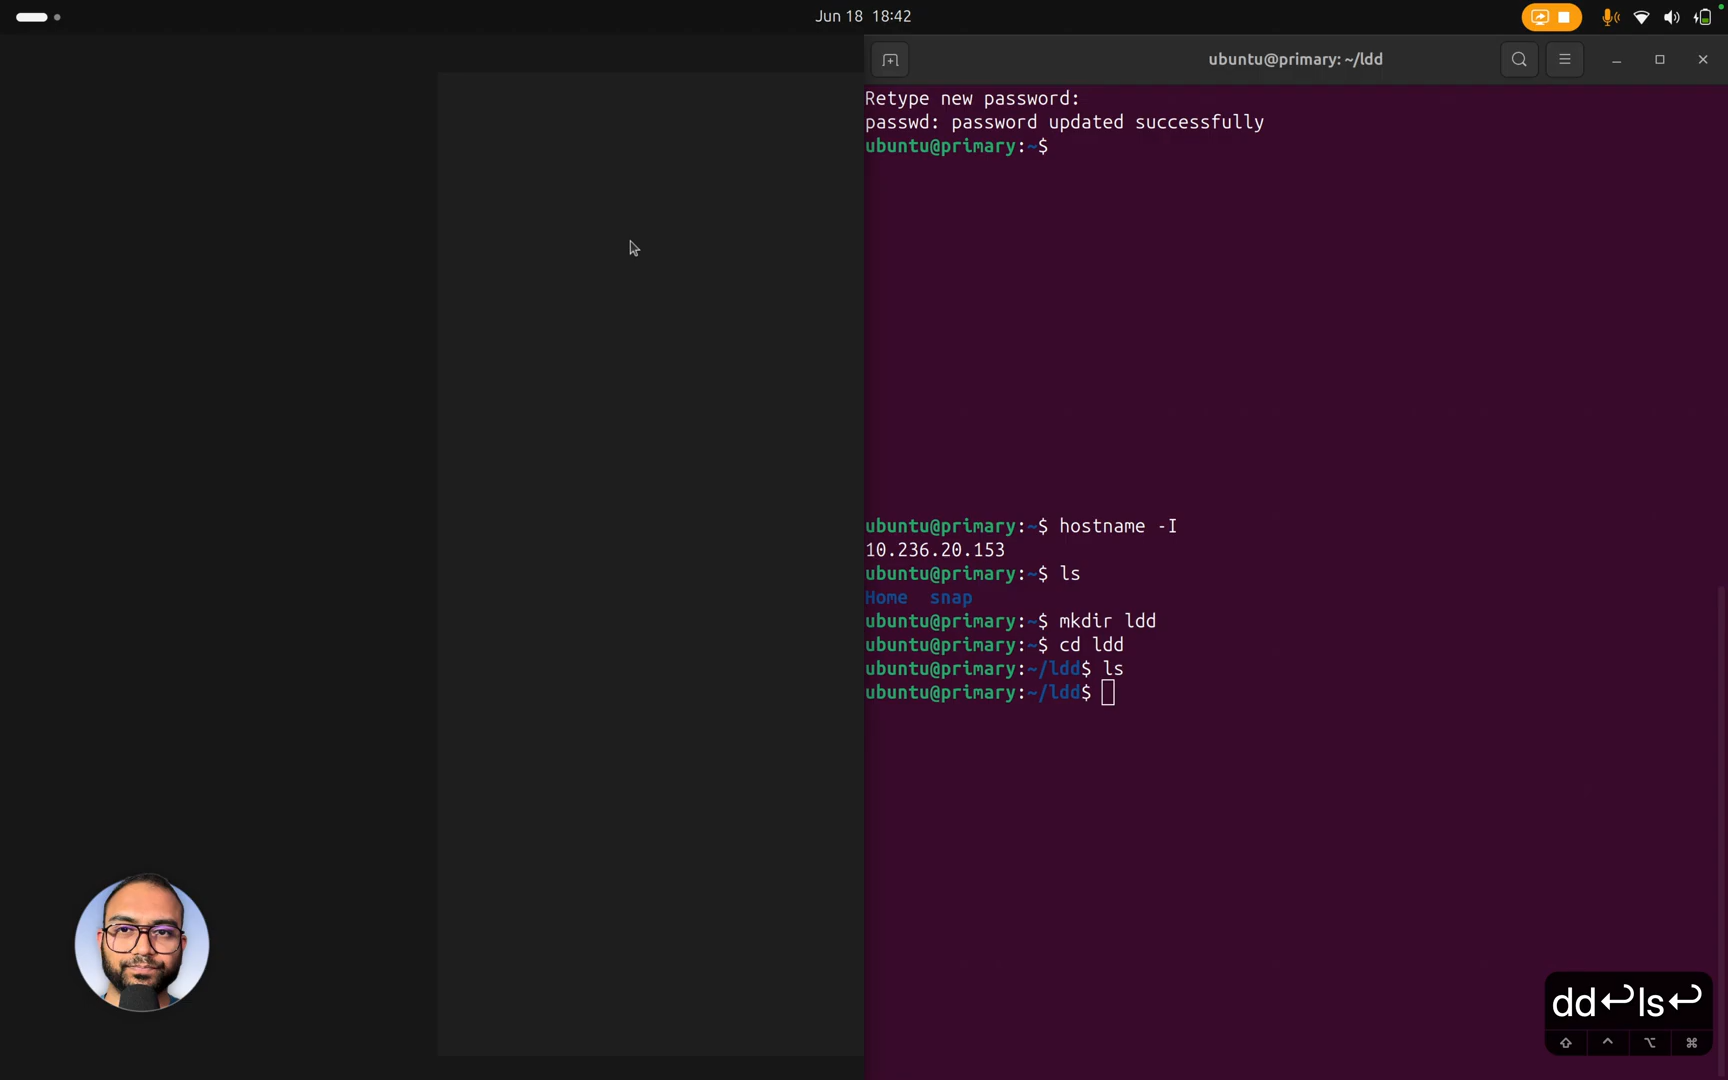 Jun 18 18:42
ubuntu@primary: ~/ldd
Retype new password:
passwd: password updated successfully
ubuntu@primary:~$
ubuntu@primary:~$ hostname -I
10.236.20.153
ubuntu@primary:~$ ls
Home snap
ubuntu@primary:~$ mkdir ldd
ubuntu@primary:~$ cd ldd
ubuntu@primary:~/ldd$ ls
ubuntu@primary:~/ldd$
dd↩ls↩